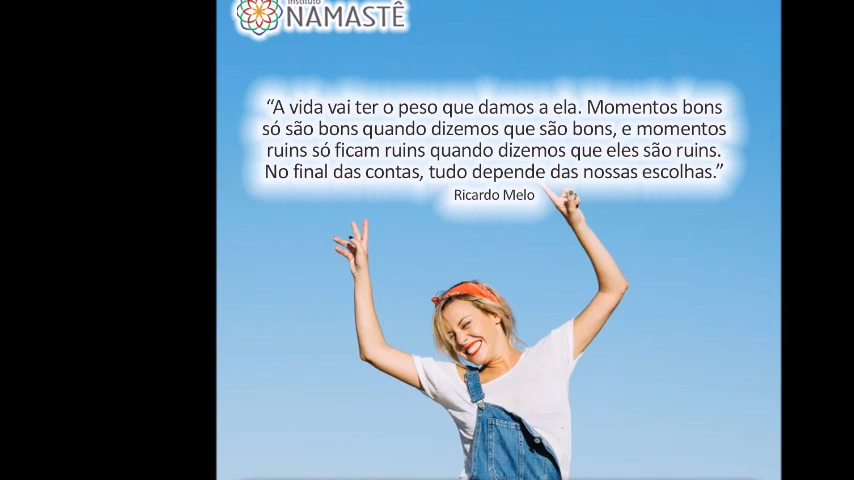 Instituto
NAMASTÊ
“A vida vai ter o peso que damos a ela. Momentos bons
só são bons quando dizemos que são bons, e momentos
ruins só ficam ruins quando dizemos que eles são ruins.
No final das contas, tudo depende das nossas escolhas.”
Ricardo Melo